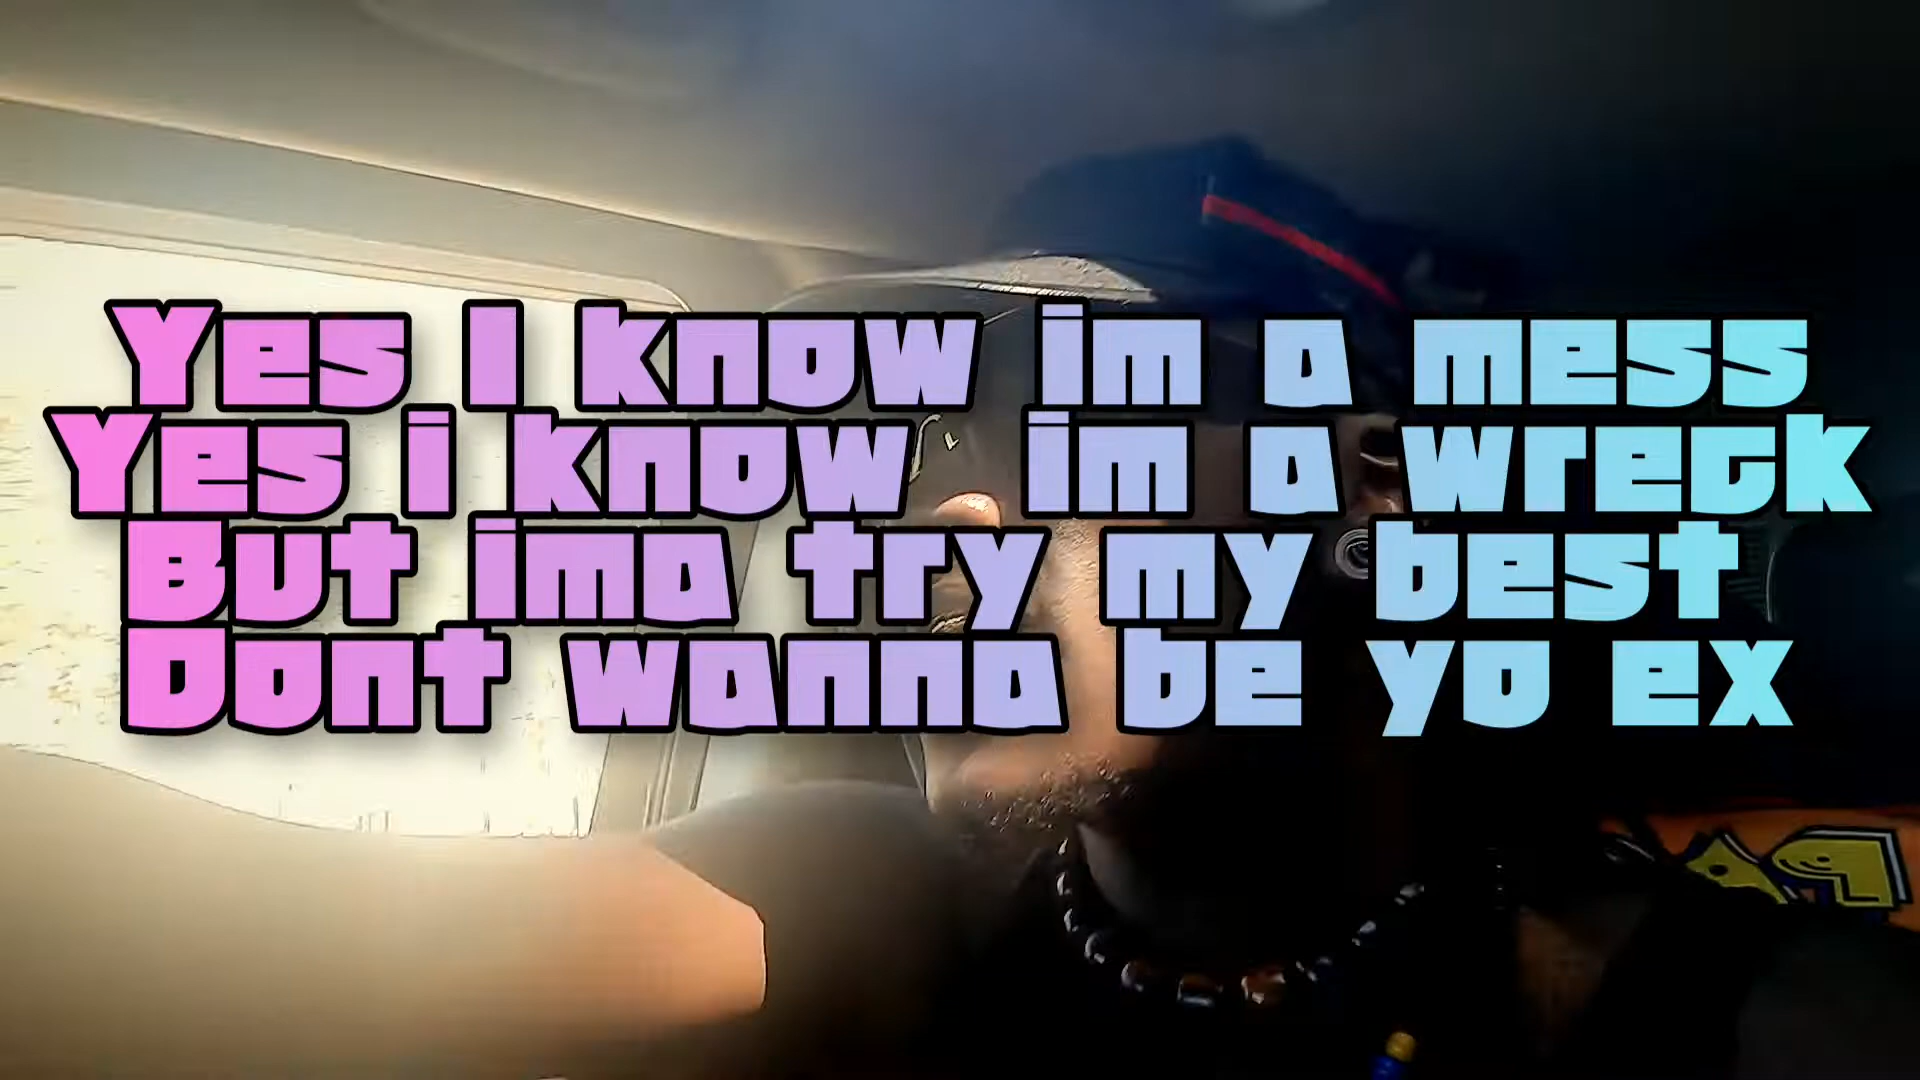 Yes I know im a mess
Yes i know im a wreck
But ima try my best
Dont wanna be yo ex